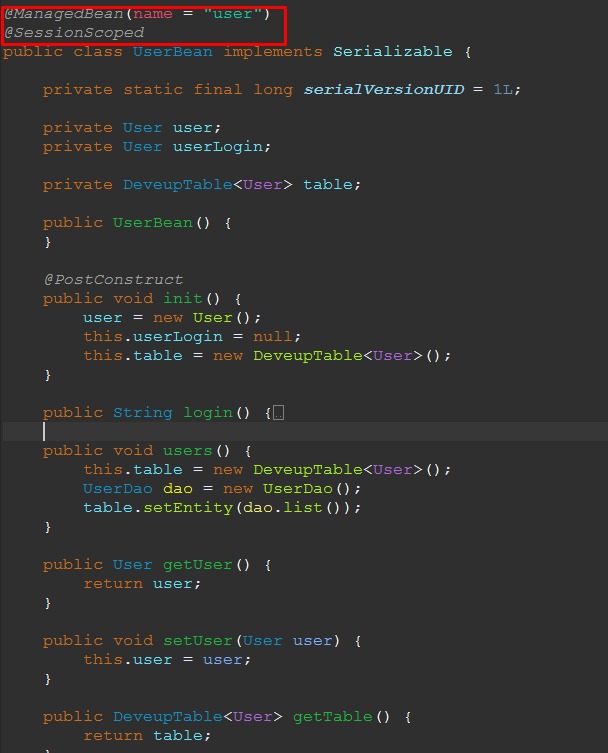 @ManagedBean(name = "user")
@SessionScoped
public class UserBean implements Serializable {
private static final long serialVersionUID = 1L;
private User user;
private User userLogin;
private DeveupTable<User> table;
public UserBean() {
}
@PostConstruct
public void init() {
user = new User();
this.userLogin = null;
this.table = new DeveupTable<User>();
}
public String login() {..
public void users() {
this.table = new DeveupTable<User>();
UserDao dao = new UserDao();
table.setEntity(dao.list());
}
public User getUser() {
return user;
}
public void setUser(User user) {
this.user = user;
}
public DeveupTable<User> getTable() {
return table;
}